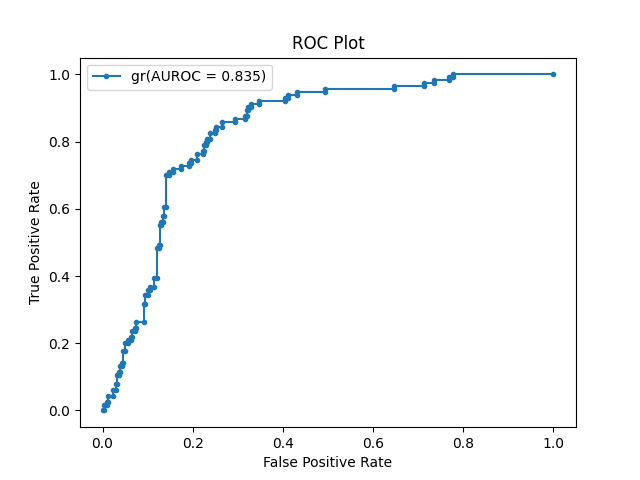 ROC Plot
gr(AUROC = 0.835)
1.0
0.8
0.6
0.4
0.2
0.0
True Positive Rate
0.0 0.2 0.4 0.6 0.8 1.0
False Positive Rate